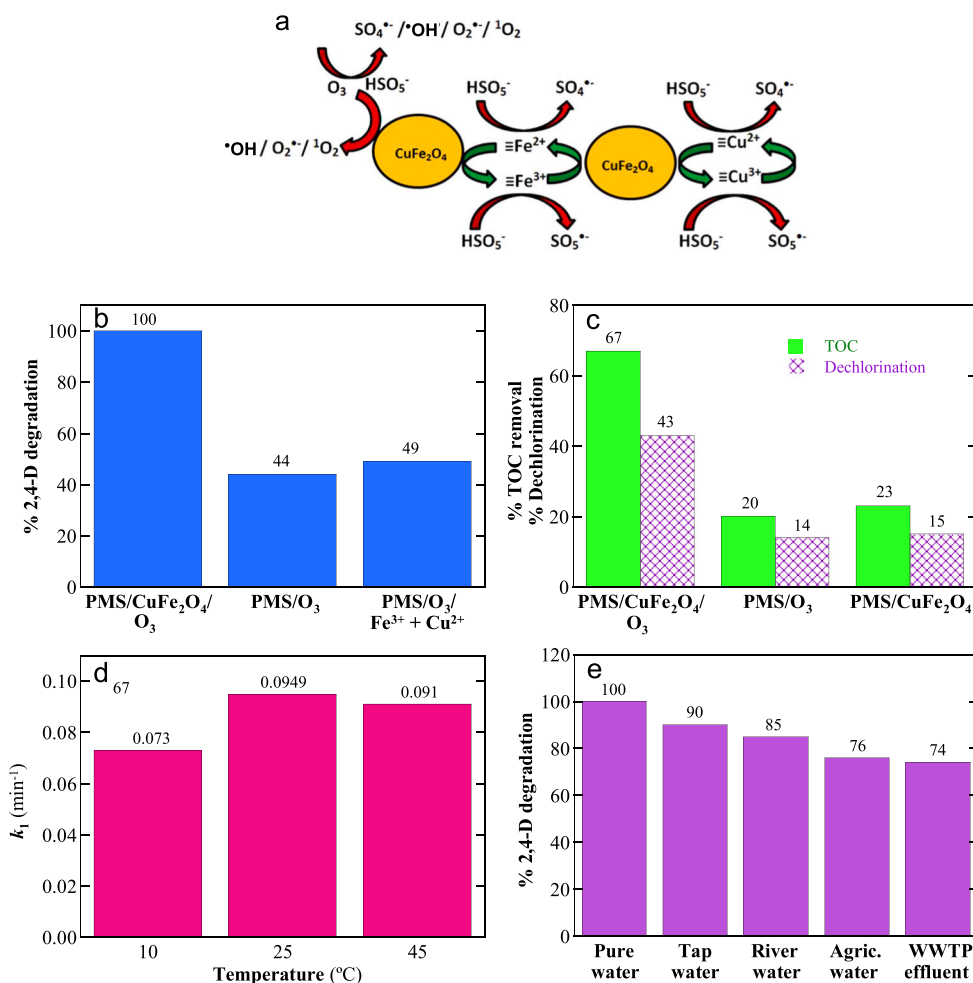 a
SO₄•⁻ /•OH/ O₂•⁻/ ¹O₂
O₃ HSO₅⁻
•OH / O₂•⁻/ ¹O₂
CuFe₂O₄
HSO₅⁻ SO₄•⁻
≡Fe²⁺
≡Fe³⁺
HSO₅⁻ SO₅•⁻
CuFe₂O₄
HSO₅⁻ SO₄•⁻
≡Cu²⁺
≡Cu³⁺
HSO₅⁻ SO₅•⁻
b
% 2,4-D degradation
100
80
60
40
20
0
100
44
49
PMS/CuFe₂O₄/
O₃
PMS/O₃
PMS/O₃/
Fe³⁺ + Cu²⁺
c
% TOC removal
% Dechlorination
80
60
40
20
0
TOC
Dechlorination
67
43
20
14
23
15
PMS/CuFe₂O₄/
O₃
PMS/O₃
PMS/CuFe₂O₄
d
67
k₁ (min⁻¹)
0.10
0.08
0.06
0.04
0.02
0.00
0.073
0.0949
0.091
10 25 45
Temperature (ºC)
e
% 2,4-D degradation
120
100
80
60
40
20
0
100
90
85
76
74
Pure
water
Tap
water
River
water
Agric.
water
WWTP
effluent